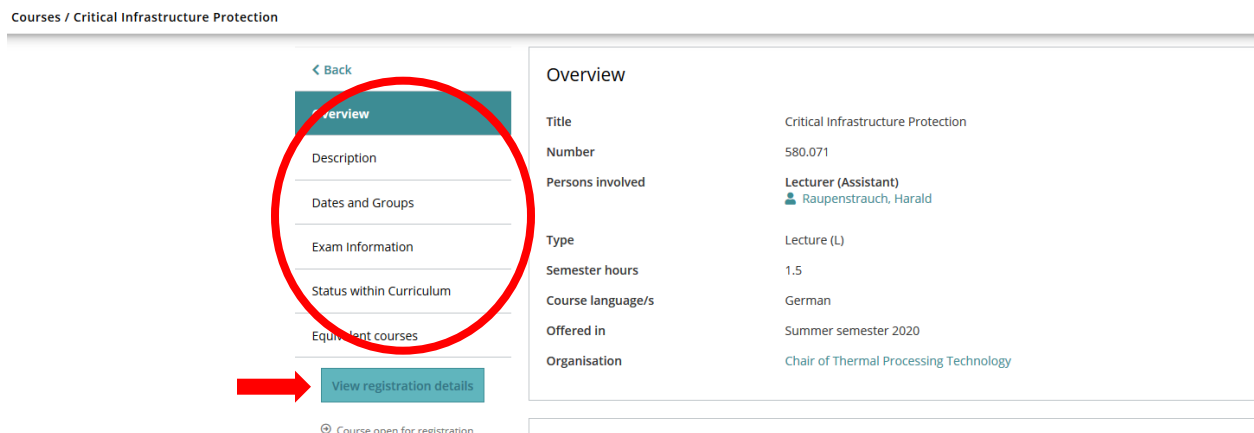 Courses / Critical Infrastructure Protection
Back
Overview
Description
Dates and Groups
Exam Information
Status within Curriculum
Equivalent courses
View registration details
Course open for registration
Overview
Title Critical Infrastructure Protection
Number 580.071
Persons involved Lecturer (Assistant)
Raupenstrauch, Harald
Type Lecture (L)
Semester hours 1.5
Course language/s German
Offered in Summer semester 2020
Organisation Chair of Thermal Processing Technology